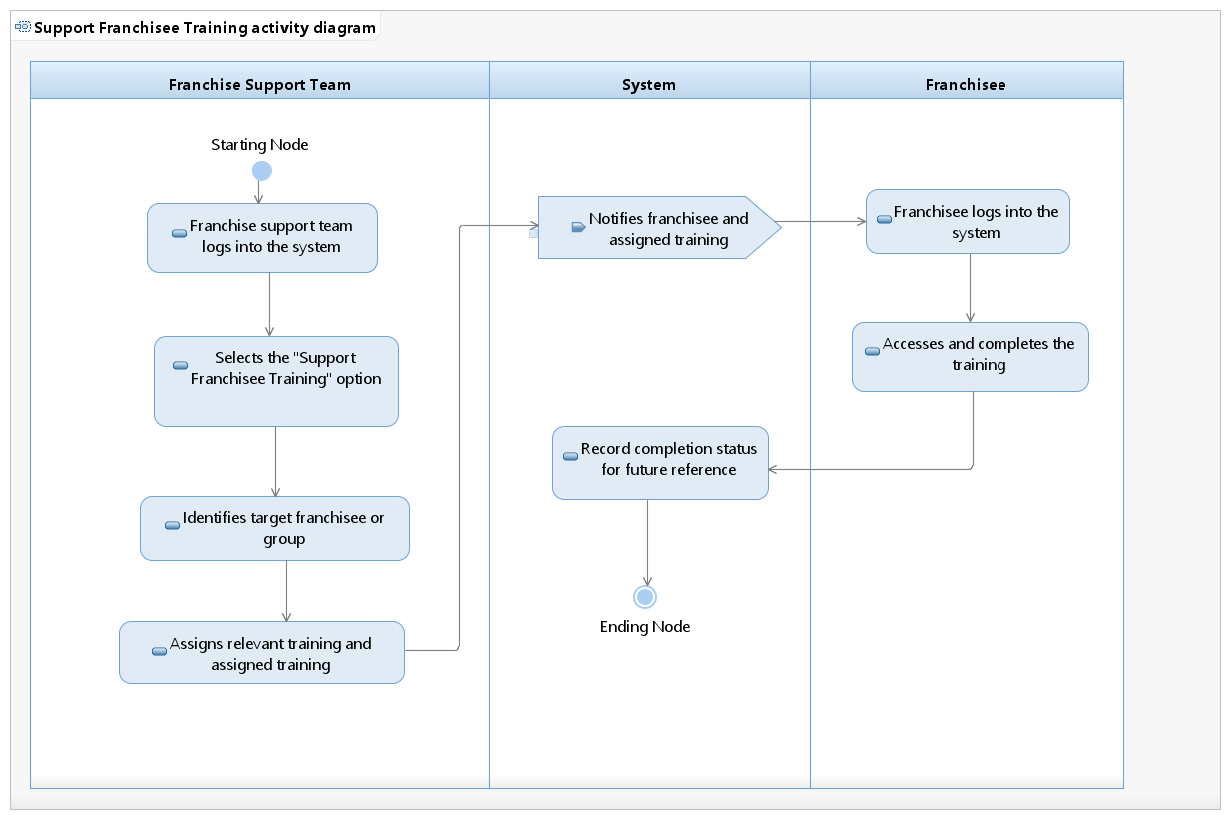 Support Franchisee Training activity diagram
Franchise Support Team
System
Franchisee
Starting Node
Franchise support team
logs into the system
Selects the "Support
Franchisee Training" option
Identifies target franchisee or
group
Assigns relevant training and
assigned training
Notifies franchisee and
assigned training
Franchisee logs into the
system
Accesses and completes the
training
Record completion status
for future reference
Ending Node